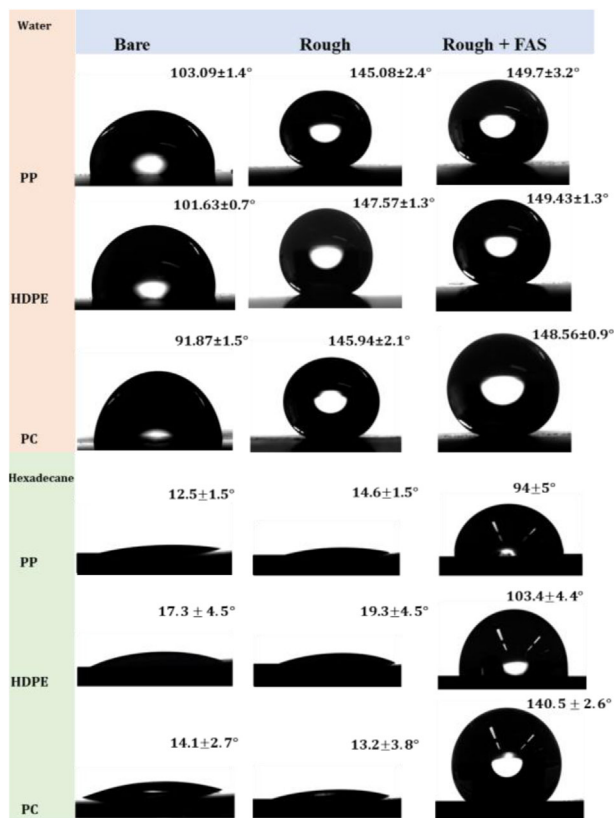 Water
Bare Rough Rough + FAS
103.09±1.4° 145.08±2.4° 149.7±3.2°
PP
101.63±0.7° 147.57±1.3° 149.43±1.3°
HDPE
91.87±1.5° 145.94±2.1° 148.56±0.9°
PC
Hexadecane
12.5±1.5° 14.6±1.5° 94±5°
PP
17.3 ± 4.5° 19.3±4.5° 103.4±4.4°
HDPE
14.1±2.7° 13.2±3.8° 140.5 ± 2.6°
PC